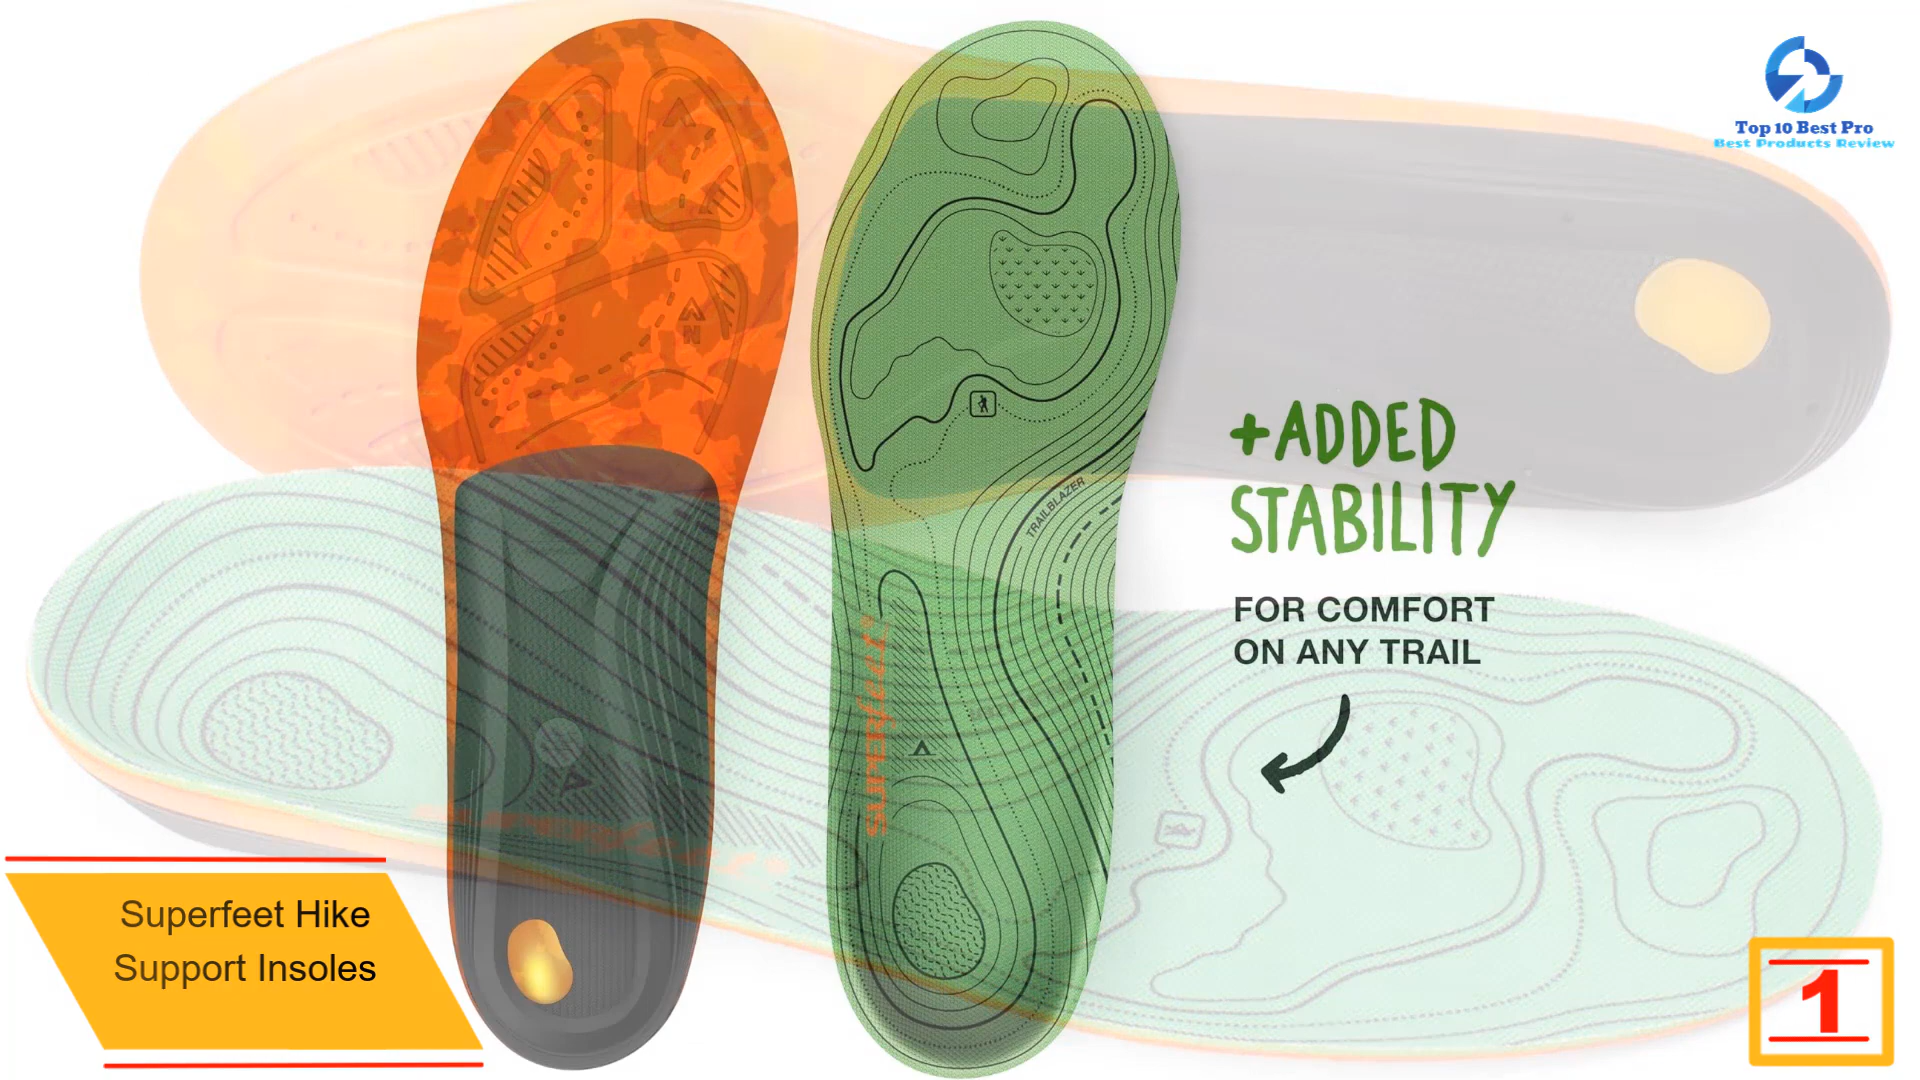 Top 10 Best Pro
Best Products Review
+ADDED
STABILITY
FOR COMFORT
ON ANY TRAIL
TRAILBLAZER
superfeet
N
superfeet
Superfeet Hike
Support Insoles
1